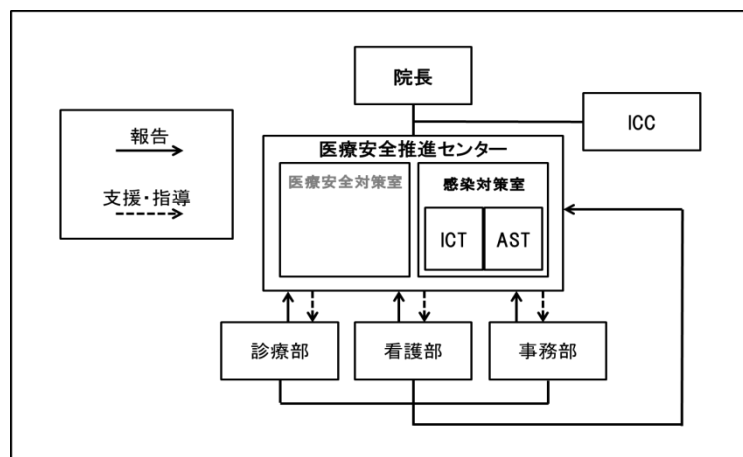 院長
ICC
報告
支援・指導
医療安全推進センター
医療安全対策室
感染対策室
ICT
AST
診療部
看護部
事務部